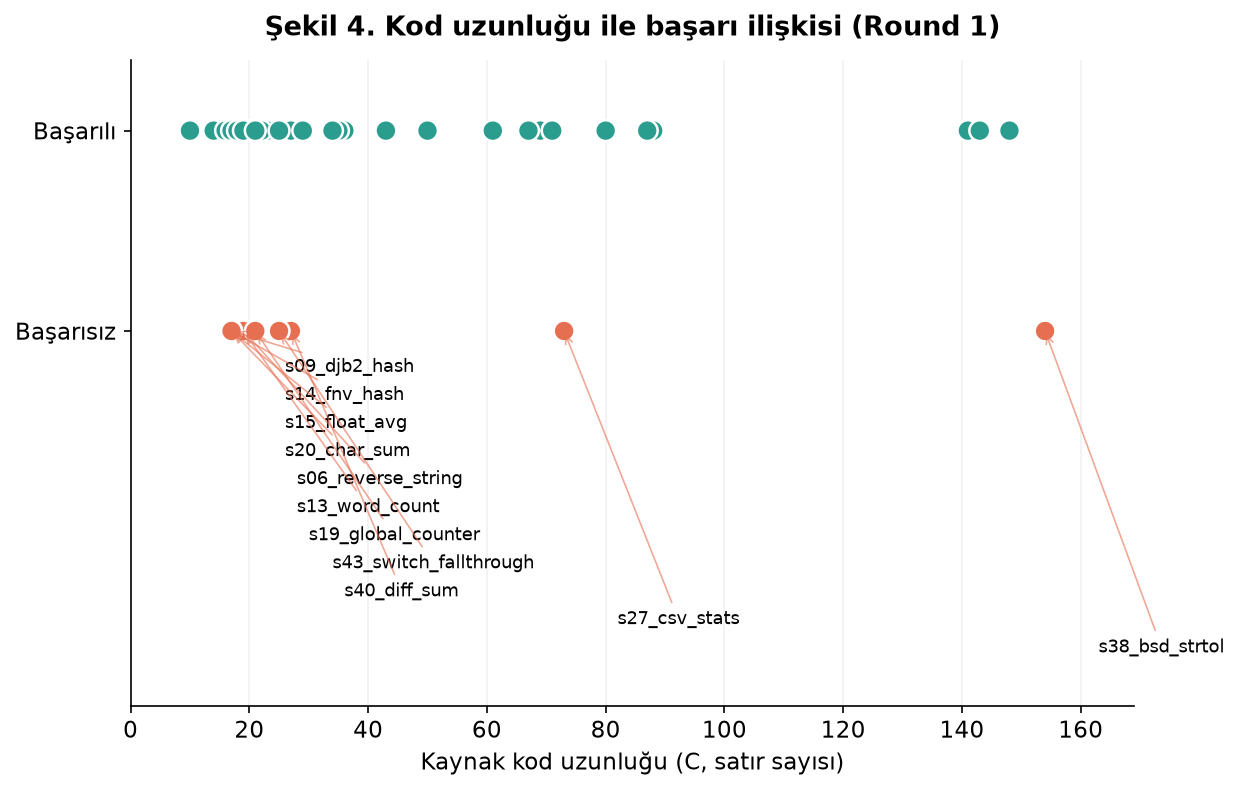 Şekil 4. Kod uzunluğu ile başarı ilişkisi (Round 1)
Başarılı
Başarısız
s09_djb2_hash
s14_fnv_hash
s15_float_avg
s20_char_sum
s06_reverse_string
s13_word_count
s19_global_counter
s43_switch_fallthrough
s40_diff_sum
s27_csv_stats
s38_bsd_strtol
0 20 40 60 80 100 120 140 160
Kaynak kod uzunluğu (C, satır sayısı)